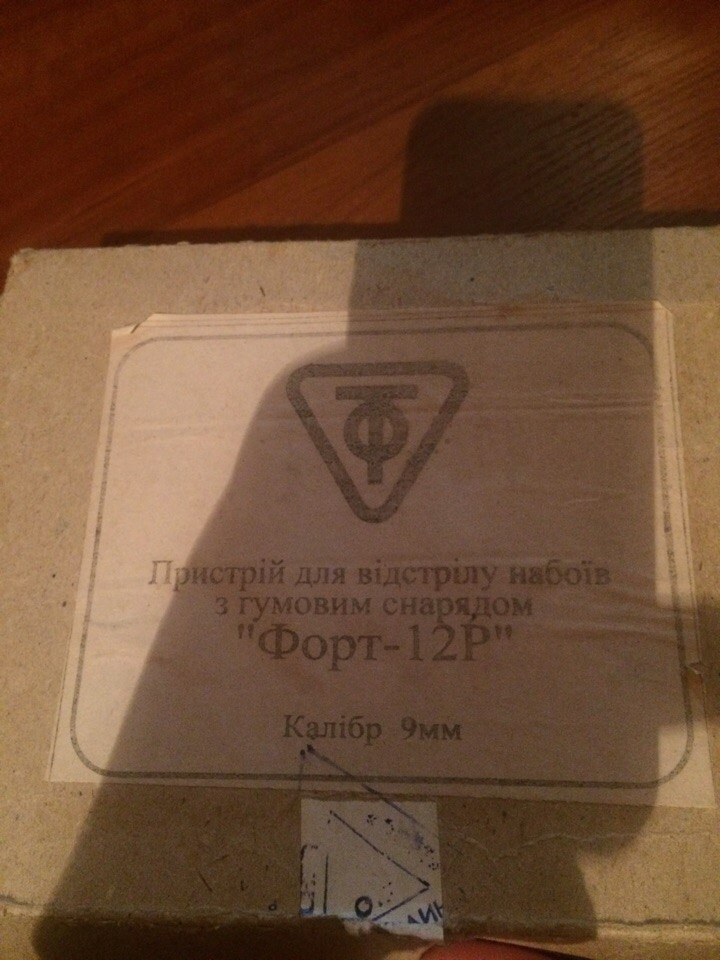 Пристрій для відстрілу набоїв
з гумовим снарядом
"Форт-12Р"
Калібр 9мм